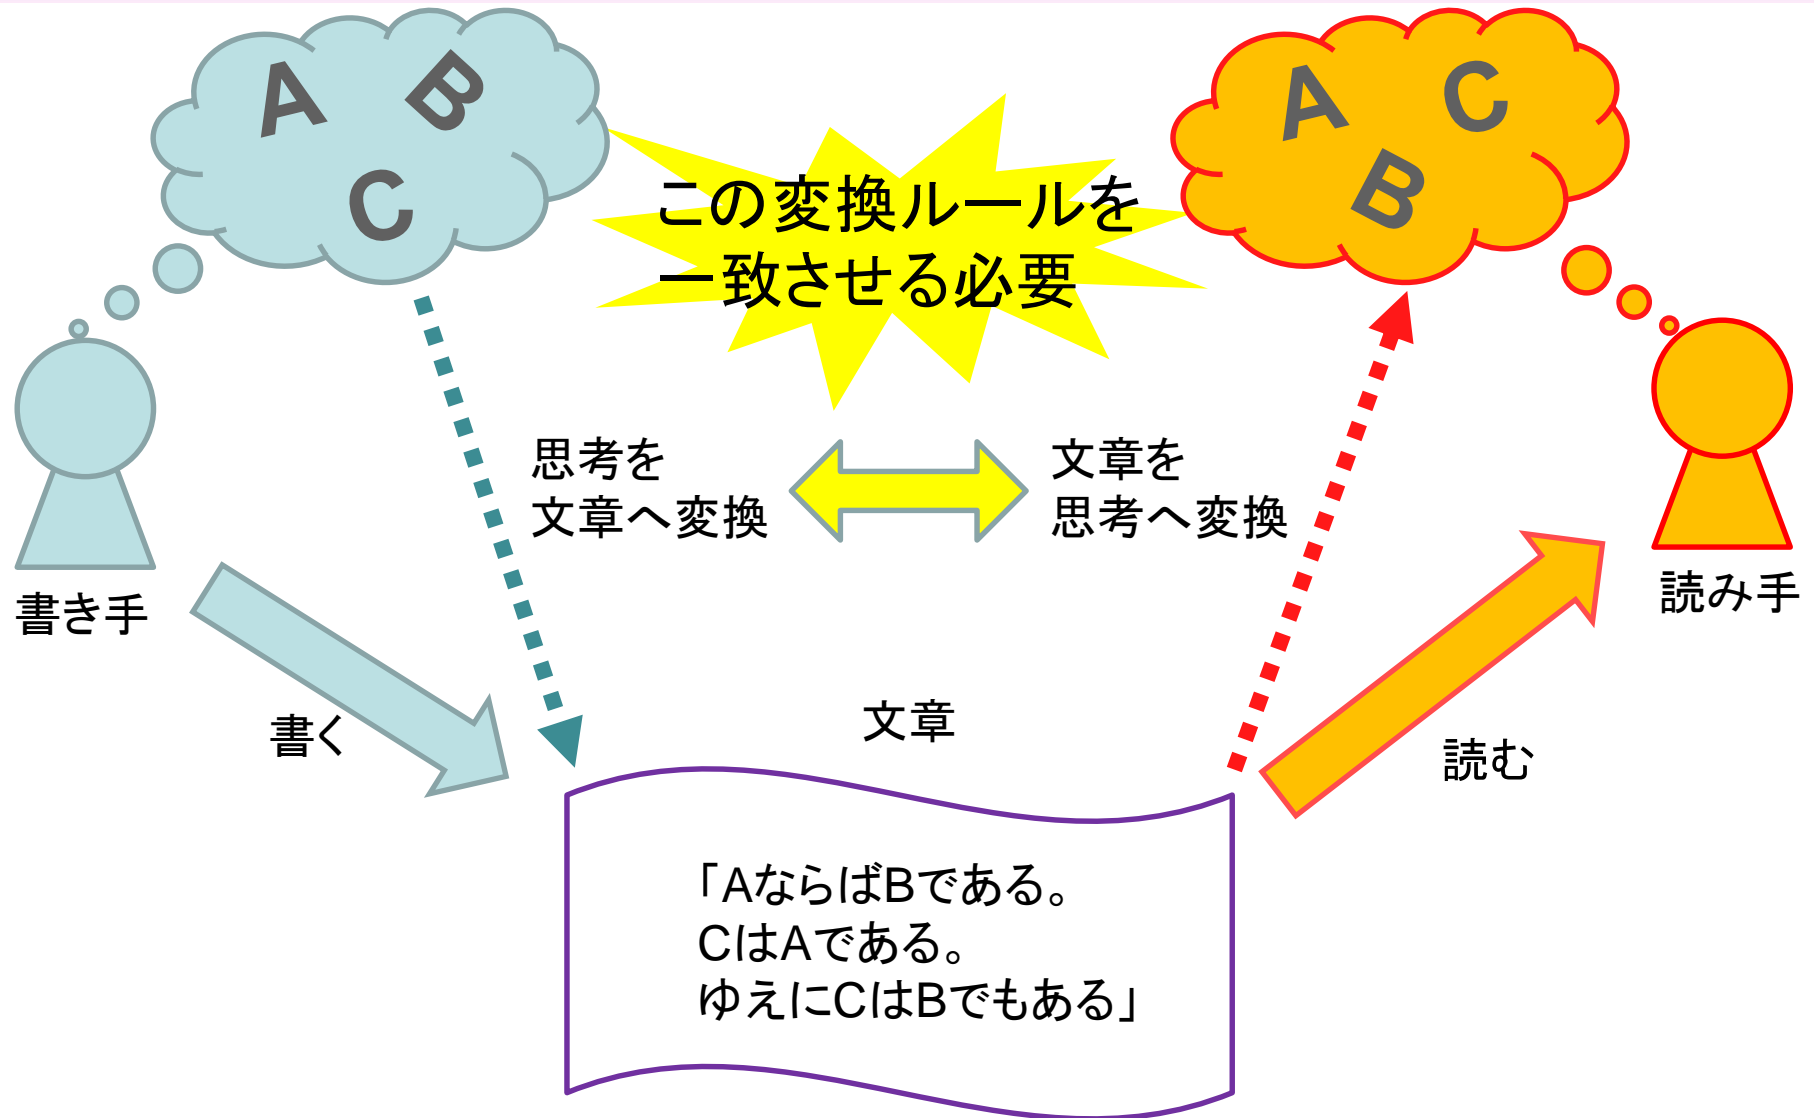 A B
C
A C
B
この変換ルールを
一致させる必要
思考を
文章へ変換
文章を
思考へ変換
書き手
読み手
書く
文章
読む
「AならばBである。
CはAである。
ゆえにCはBでもある」